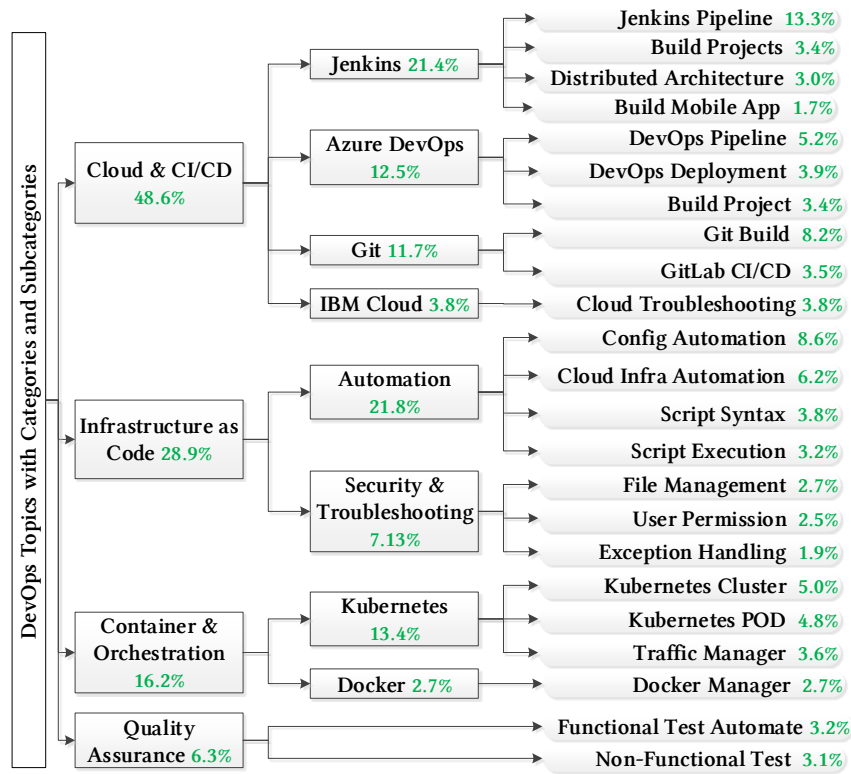 DevOps Topics with Categories and Subcategories
Cloud & CI/CD
48.6%
Jenkins 21.4%
Jenkins Pipeline 13.3%
Build Projects 3.4%
Distributed Architecture 3.0%
Build Mobile App 1.7%
Azure DevOps
12.5%
DevOps Pipeline 5.2%
DevOps Deployment 3.9%
Build Project 3.4%
Git 11.7%
Git Build 8.2%
GitLab CI/CD 3.5%
IBM Cloud 3.8%
Cloud Troubleshooting 3.8%
Infrastructure as
Code 28.9%
Automation
21.8%
Config Automation 8.6%
Cloud Infra Automation 6.2%
Script Syntax 3.8%
Script Execution 3.2%
Security &
Troubleshooting
7.13%
File Management 2.7%
User Permission 2.5%
Exception Handling 1.9%
Container &
Orchestration
16.2%
Kubernetes
13.4%
Kubernetes Cluster 5.0%
Kubernetes POD 4.8%
Traffic Manager 3.6%
Docker 2.7%
Docker Manager 2.7%
Quality
Assurance 6.3%
Functional Test Automate 3.2%
Non-Functional Test 3.1%